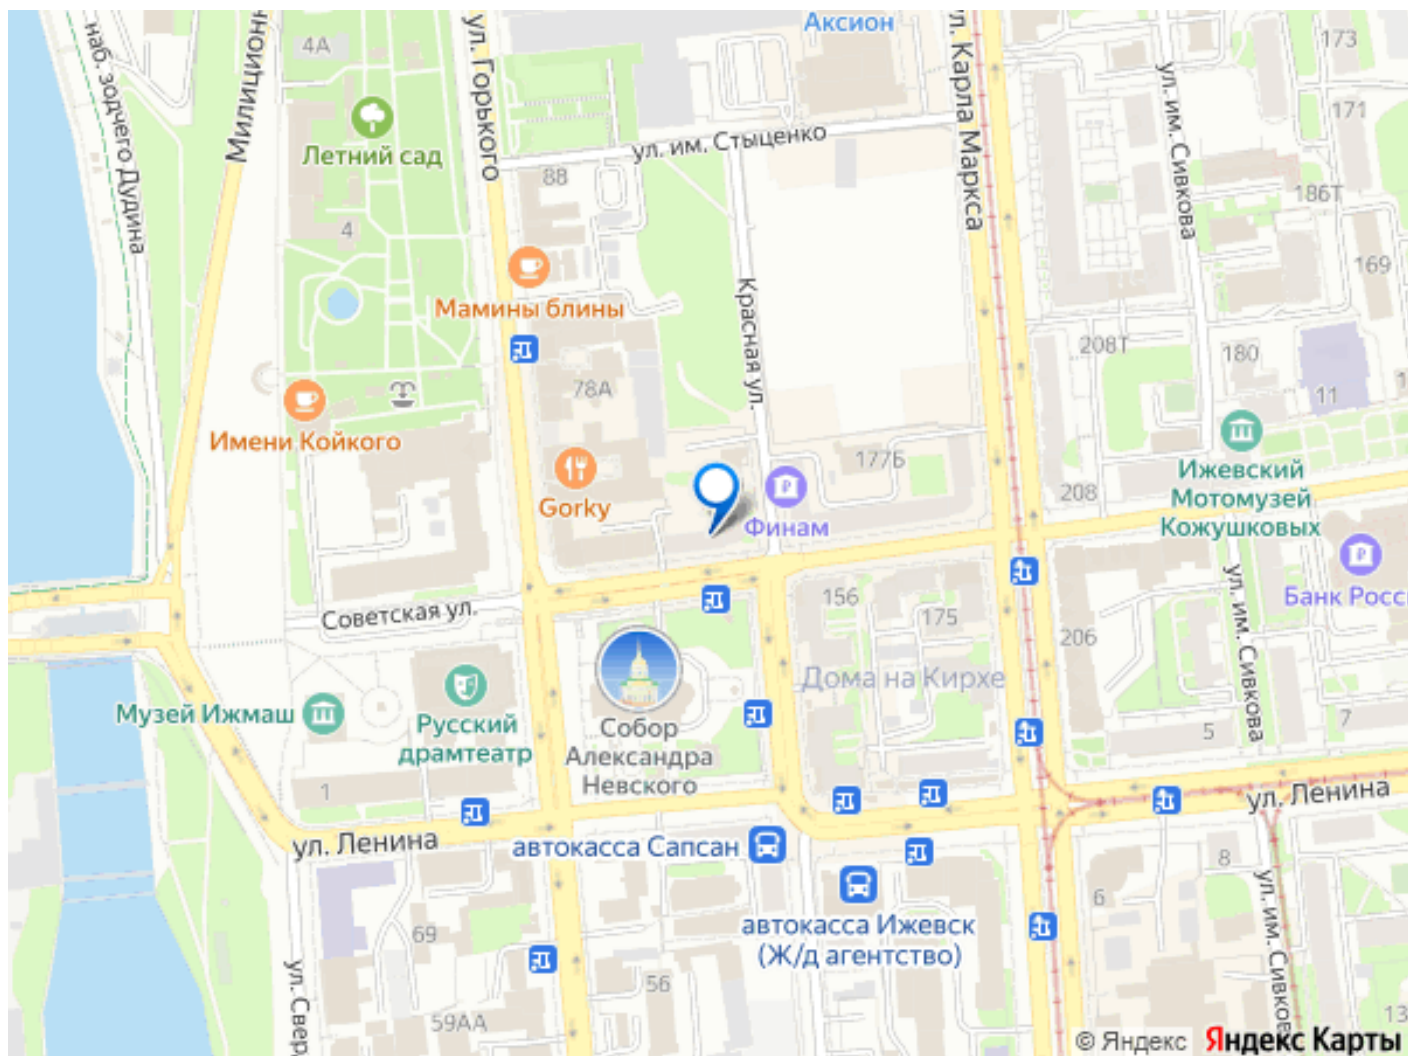 Аксион
173
4А
наб. зодчего Дудина
Милицион
ул. Горького
ул. Карла Маркса
ул. им. Сивкова
171
Летний сад
ул. им. Стыценко
88
186Т
4
169
Мамины блины
Красная ул.
208Т
180
78А
11
1
Имени Койкого
177Б
Ижевский
Мотомузей
Кожушковых
208
Gorky
Финам
Советская ул.
156
175
ул. им. Сивкова
Банк Росс
206
Дома на Кирхе
Музей Ижмаш
Русский
драмтеатр
Собор
Александра
Невского
5
7
1
ул. Ленина
ул. Ленина
автокасса Сапсан
8
6
ул. им. Сивков
автокасса Ижевск
(Ж/д агентство)
69
ул. Свер
56
59АА
13
© Яндекс Яндекс Карты